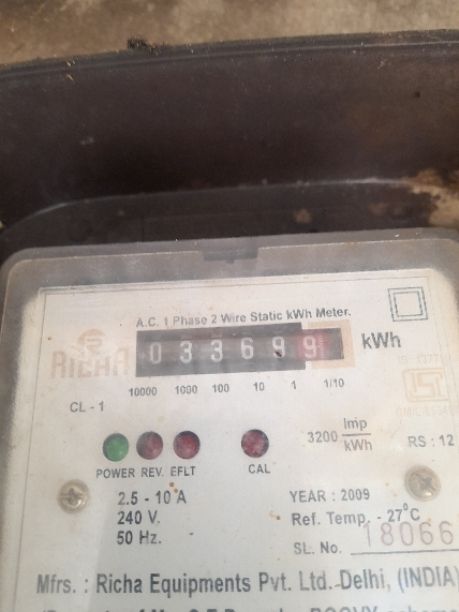 A.C. 1 Phase 2 Wire Static kWh Meter.
RICHA
0 3 3 6 9 9 kWh
10000 1000 100 10 1 1/10
CL - 1
3200 Imp/kWh
RS : 12
POWER REV. EFLT CAL
2.5 - 10 A
YEAR : 2009
240 V.
Ref. Temp. - 27°C
50 Hz.
SL. No. 18066
Mfrs. : Richa Equipments Pvt. Ltd. Delhi, (INDIA)